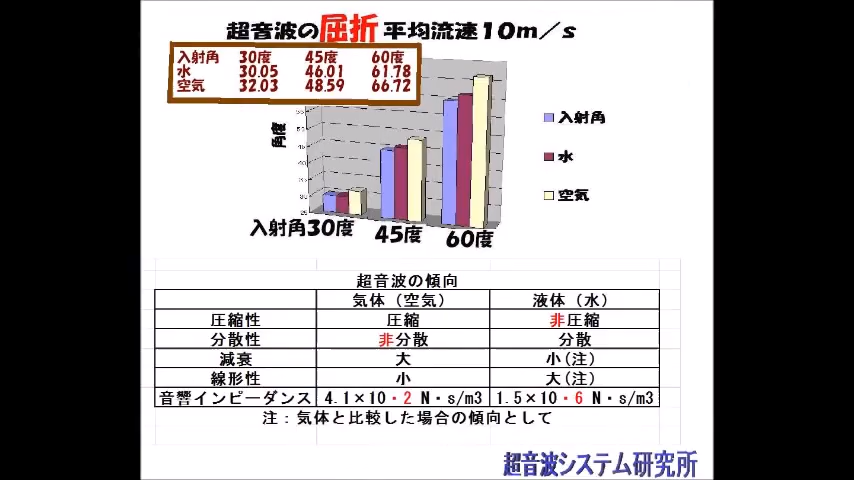 超音波の屈折 平均流速10m/s
入射角 30度 45度 60度
水 30.05 46.01 61.78
空気 32.03 48.59 66.72
角度
入射角
水
空気
入射角30度 45度 60度
超音波の傾向
気体（空気） 液体（水）
圧縮性 圧縮 非圧縮
分散性 非分散 分散
減衰 大 小(注)
線形性 小 大(注)
音響インピーダンス 4.1×10・2 N・s/m3 1.5×10・6 N・s/m3
注：気体と比較した場合の傾向として
超音波システム研究所